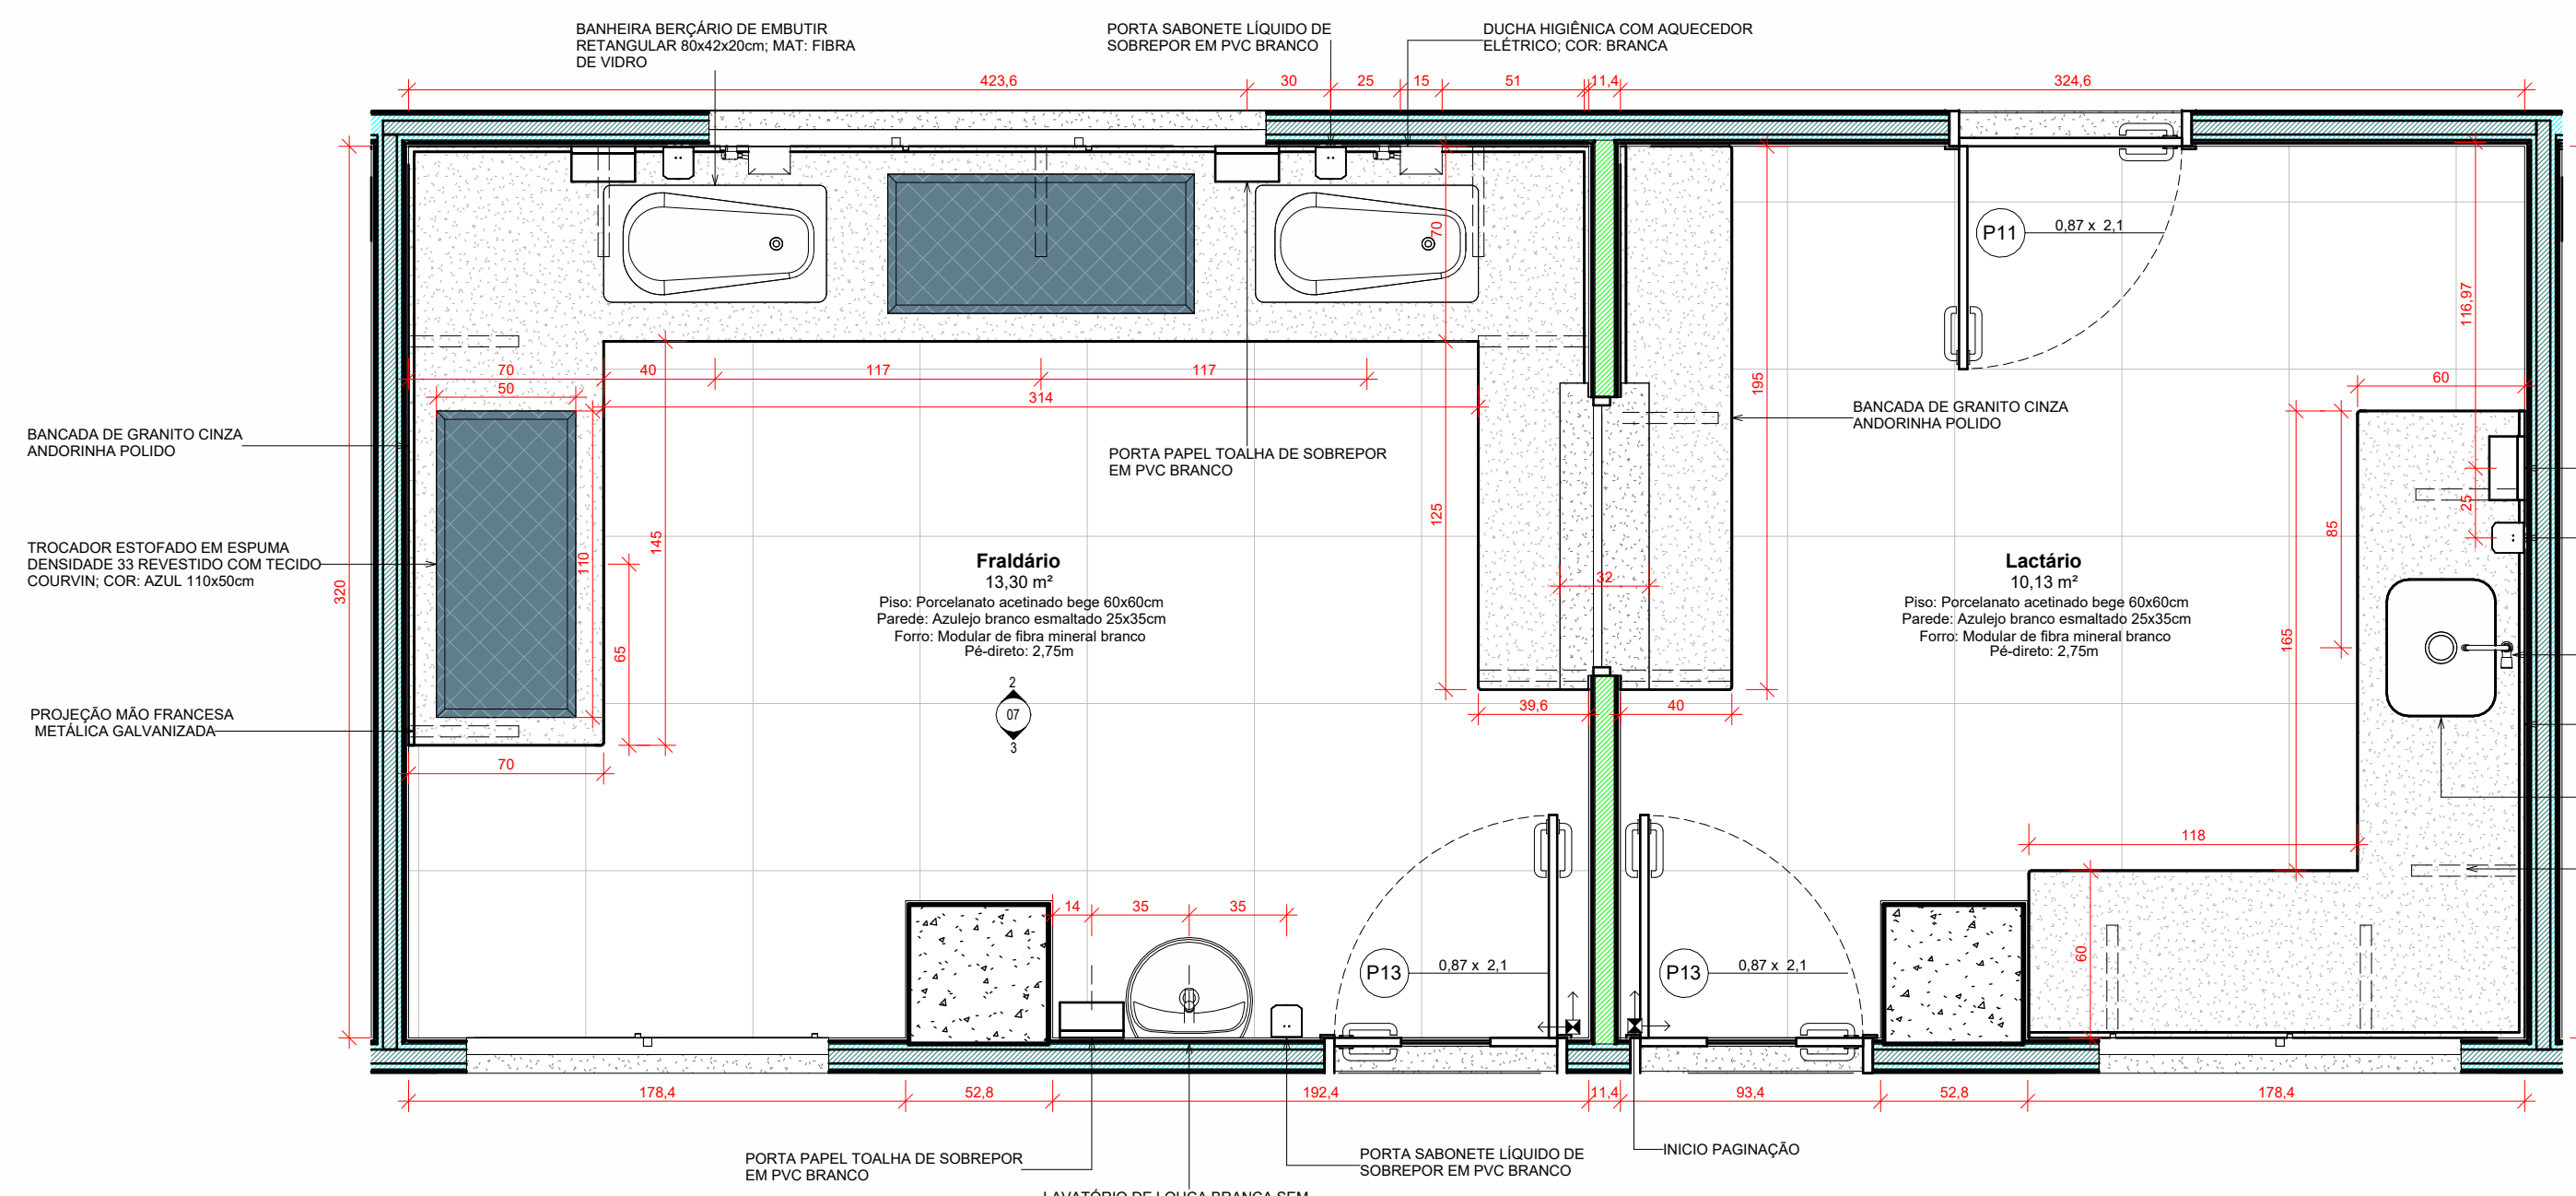 BANHEIRA BERÇÁRIO DE EMBUTIR
RETANGULAR 80x42x20cm; MAT: FIBRA
DE VIDRO
PORTA SABONETE LÍQUIDO DE
SOBREPOR EM PVC BRANCO
DUCHA HIGIÊNICA COM AQUECEDOR
ELÉTRICO; COR: BRANCA
423,6
30
25
15
51
11,4
324,6
P11
0,87 x 2,1
70
116,97
70
40
117
117
50
314
195
60
BANCADA DE GRANITO CINZA
ANDORINHA POLIDO
BANCADA DE GRANITO CINZA
ANDORINHA POLIDO
PORTA PAPEL TOALHA DE SOBREPOR
EM PVC BRANCO
25
85
125
145
110
TROCADOR ESTOFADO EM ESPUMA
DENSIDADE 33 REVESTIDO COM TECIDO
COURVIN; COR: AZUL 110x50cm
320
Fraldário
13,30 m²
Piso: Porcelanato acetinado bege 60x60cm
Parede: Azulejo branco esmaltado 25x35cm
Forro: Modular de fibra mineral branco
Pé-direto: 2,75m
32
Lactário
10,13 m²
Piso: Porcelanato acetinado bege 60x60cm
Parede: Azulejo branco esmaltado 25x35cm
Forro: Modular de fibra mineral branco
Pé-direto: 2,75m
165
65
2
07
3
39,6
40
PROJEÇÃO MÃO FRANCESA
METÁLICA GALVANIZADA
70
118
14
35
35
60
P13
0,87 x 2,1
P13
0,87 x 2,1
178,4
52,8
192,4
11,4
93,4
52,8
178,4
PORTA PAPEL TOALHA DE SOBREPOR
EM PVC BRANCO
PORTA SABONETE LÍQUIDO DE
SOBREPOR EM PVC BRANCO
INICIO PAGINAÇÃO
LAVATÓRIO DE LOUÇA BRANCA SEM